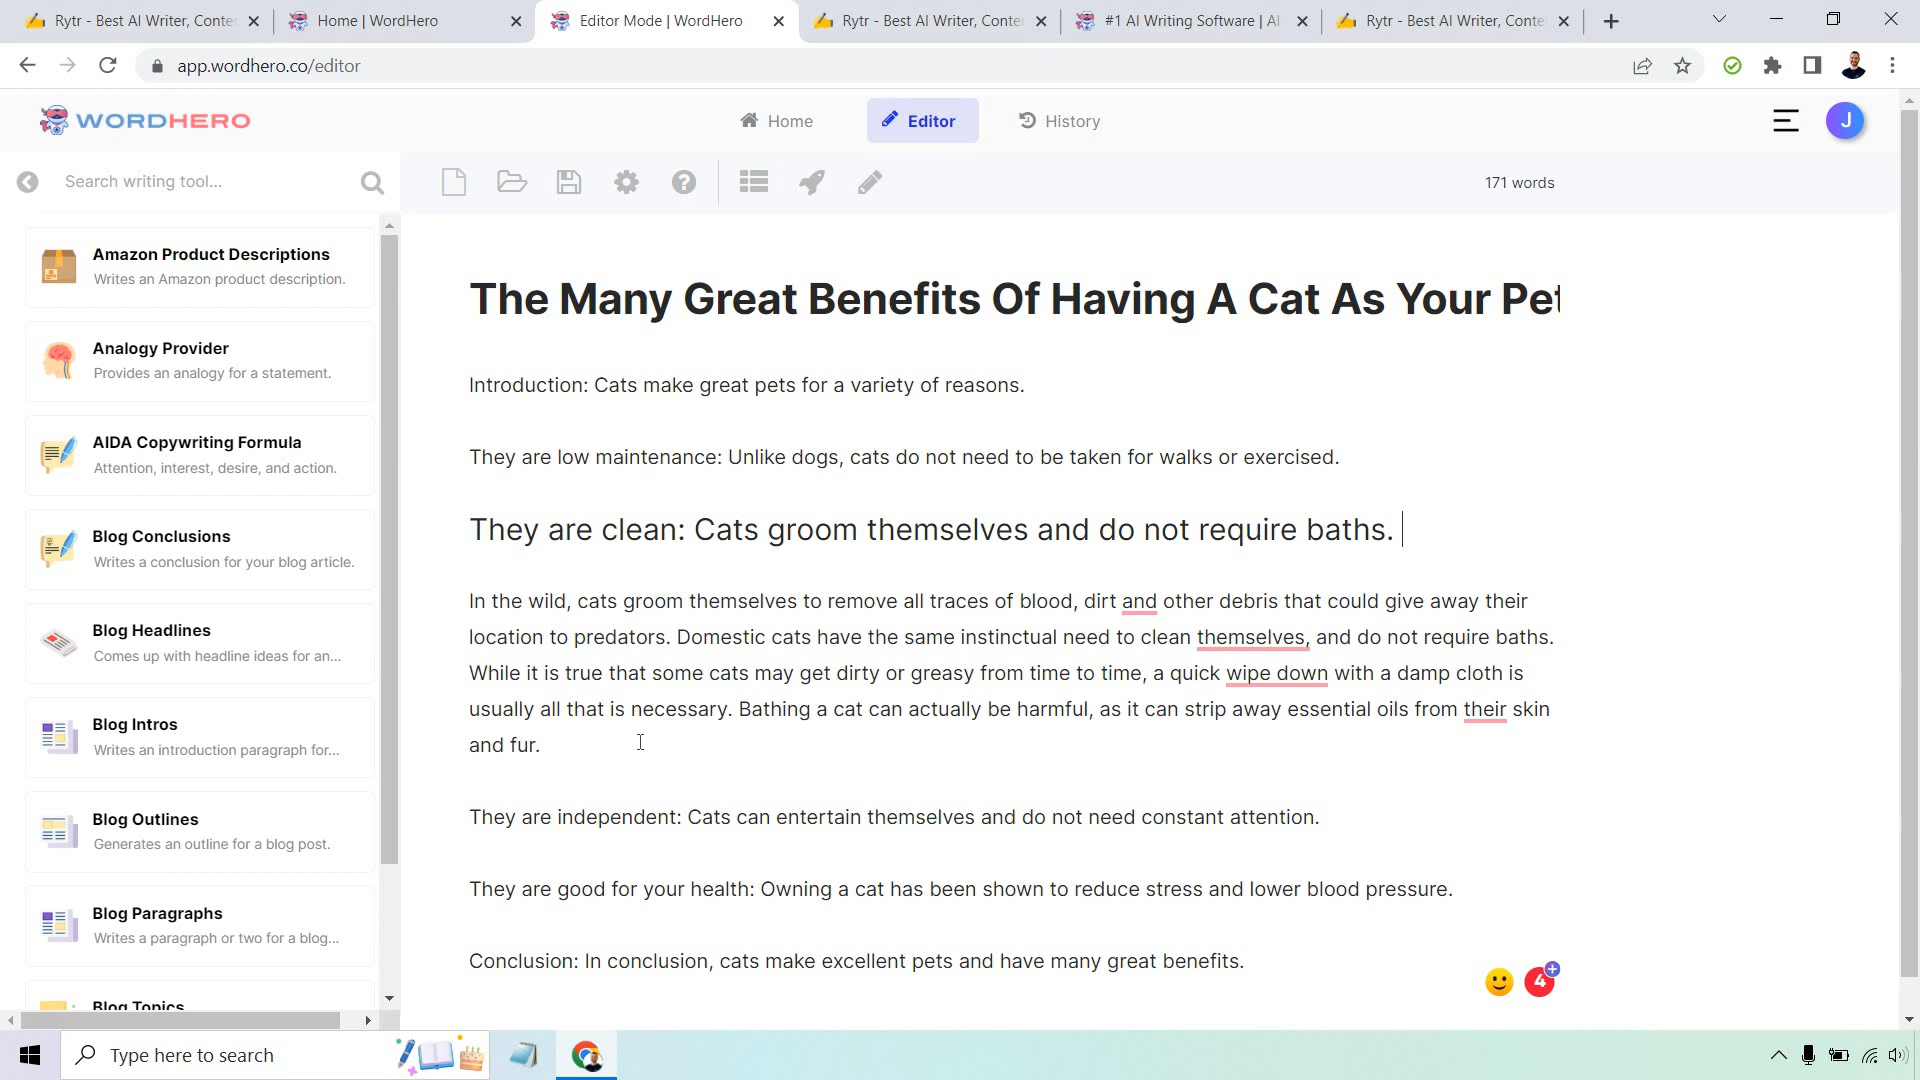 Rytr - Best AI Writer, Conte
Home | WordHero
Editor Mode | WordHero
Rytr - Best AI Writer, Conte
#1 AI Writing Software | AI
Rytr - Best AI Writer, Conte
app.wordhero.co/editor
WORDHERO
Home
Editor
History
J
Search writing tool...
171 words
Amazon Product Descriptions
Writes an Amazon product description.
Analogy Provider
Provides an analogy for a statement.
AIDA Copywriting Formula
Attention, interest, desire, and action.
Blog Conclusions
Writes a conclusion for your blog article.
Blog Headlines
Comes up with headline ideas for an...
Blog Intros
Writes an introduction paragraph for...
Blog Outlines
Generates an outline for a blog post.
Blog Paragraphs
Writes a paragraph or two for a blog...
Blog Topics
The Many Great Benefits Of Having A Cat As Your Pet
Introduction: Cats make great pets for a variety of reasons.
They are low maintenance: Unlike dogs, cats do not need to be taken for walks or exercised.
They are clean: Cats groom themselves and do not require baths.
In the wild, cats groom themselves to remove all traces of blood, dirt and other debris that could give away their
location to predators. Domestic cats have the same instinctual need to clean themselves, and do not require baths.
While it is true that some cats may get dirty or greasy from time to time, a quick wipe down with a damp cloth is
usually all that is necessary. Bathing a cat can actually be harmful, as it can strip away essential oils from their skin
and fur.
They are independent: Cats can entertain themselves and do not need constant attention.
They are good for your health: Owning a cat has been shown to reduce stress and lower blood pressure.
Conclusion: In conclusion, cats make excellent pets and have many great benefits.
4
Type here to search